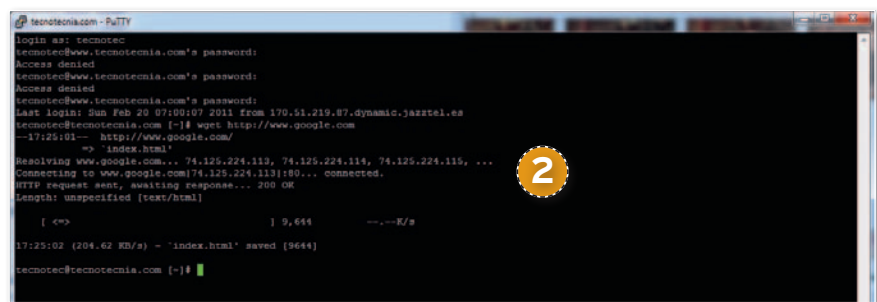 tecnotecnia.com - PuTTY
login as: tecnotec
tecnotec@www.tecnotecnia.com's password:
Access denied
tecnotec@www.tecnotecnia.com's password:
Access denied
tecnotec@www.tecnotecnia.com's password:
Last login: Sun Feb 20 07:00:07 2011 from 170.51.219.87.dynamic.jazztel.es
tecnotec@tecnotecnia.com [~]# wget http://www.google.com
--17:25:01-- http://www.google.com/
=> `index.html'
Resolving www.google.com... 74.125.224.113, 74.125.224.114, 74.125.224.115, ...
Connecting to www.google.com|74.125.224.113|:80... connected.
HTTP request sent, awaiting response... 200 OK
Length: unspecified [text/html]
[ <=> ] 9,644 --.--K/s
17:25:02 (204.62 KB/s) - `index.html' saved [9644]
tecnotec@tecnotecnia.com [~]#
2